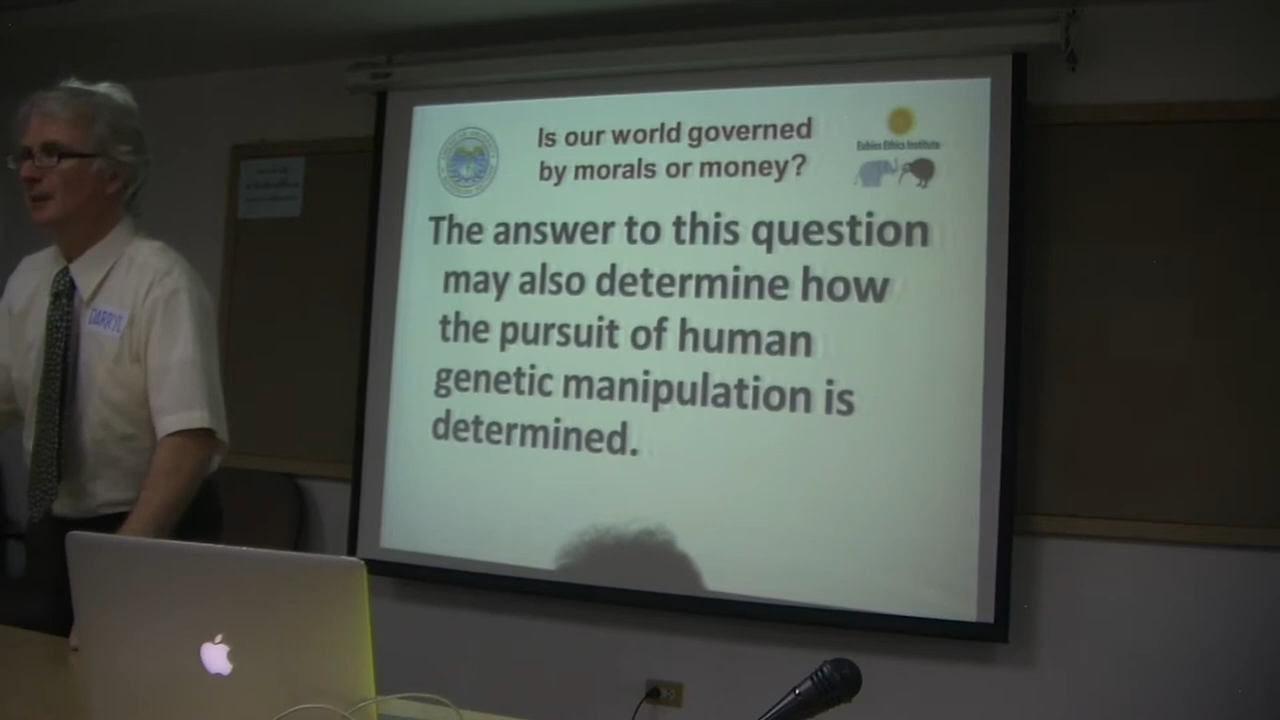 Is our world governed
by morals or money?
Eubios Ethics Institute
The answer to this question
may also determine how
the pursuit of human
genetic manipulation is
determined.
DARRYL